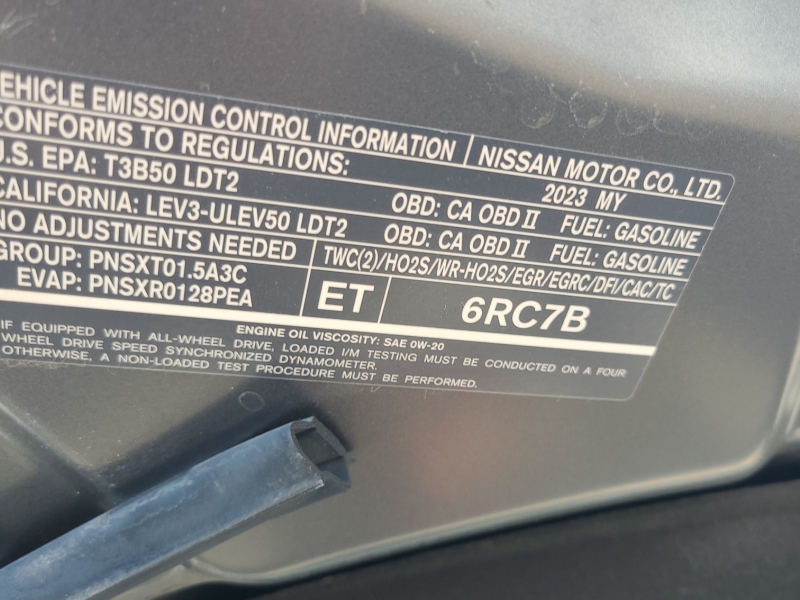 EHICLE EMISSION CONTROL INFORMATION
NISSAN MOTOR CO., LTD.
CONFORMS TO REGULATIONS:
2023 MY
U.S. EPA: T3B50 LDT2
OBD: CA OBD II
FUEL: GASOLINE
CALIFORNIA: LEV3-ULEV50 LDT2
OBD: CA OBD II
FUEL: GASOLINE
NO ADJUSTMENTS NEEDED
TWC(2)/HO2S/WR-HO2S/EGR/EGRC/DFI/CAC/TC
GROUP: PNSXT01.5A3C
EVAP: PNSXR0128PEA
ET
6RC7B
ENGINE OIL VISCOSITY: SAE 0W-20
IF EQUIPPED WITH ALL-WHEEL DRIVE, LOADED I/M TESTING MUST BE CONDUCTED ON A FOUR
WHEEL DRIVE SPEED SYNCHRONIZED DYNAMOMETER.
OTHERWISE, A NON-LOADED TEST PROCEDURE MUST BE PERFORMED.